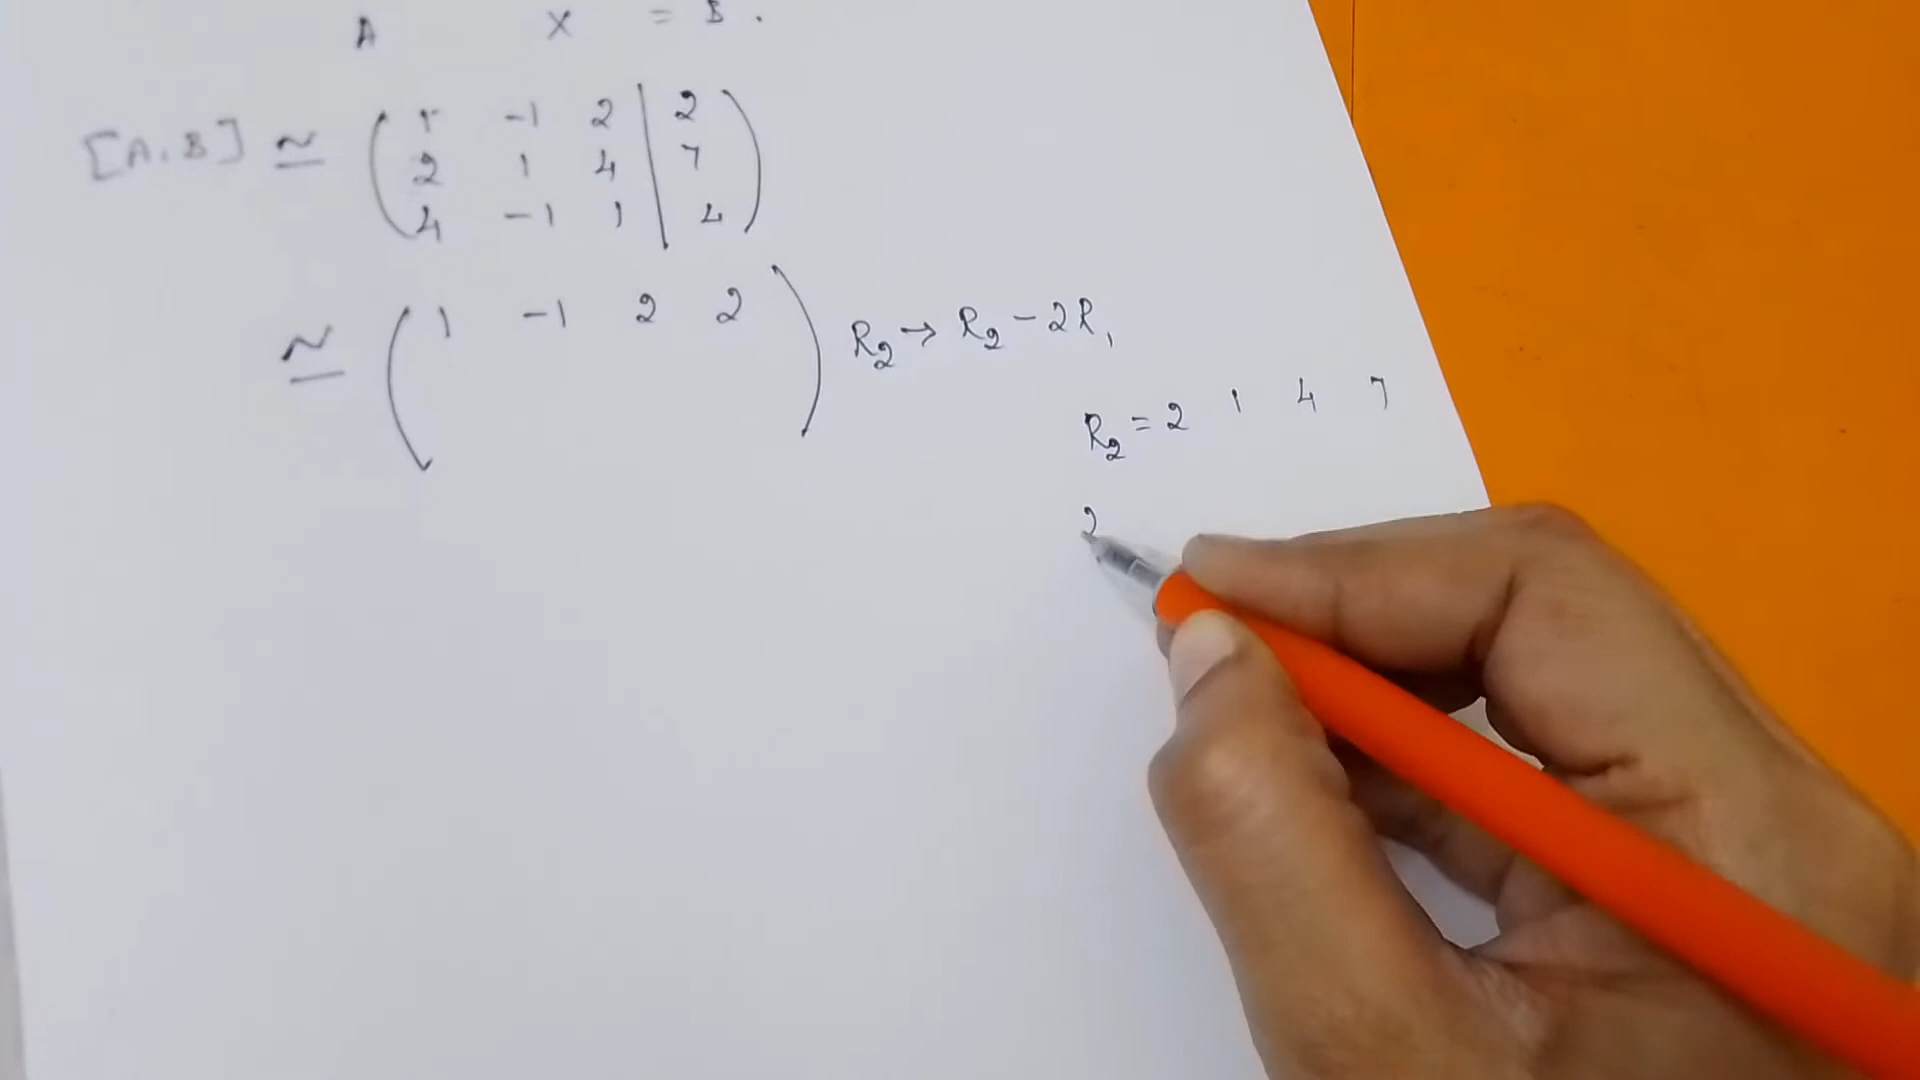 A X = B .
[A,B] ≃ ( 1 -1 2 | 2 )
2 1 4 | 7
4 -1 1 | 4
≃ ( 1 -1 2 2 ) R₂ → R₂ - 2R₁
R₂ = 2 1 4 7
2